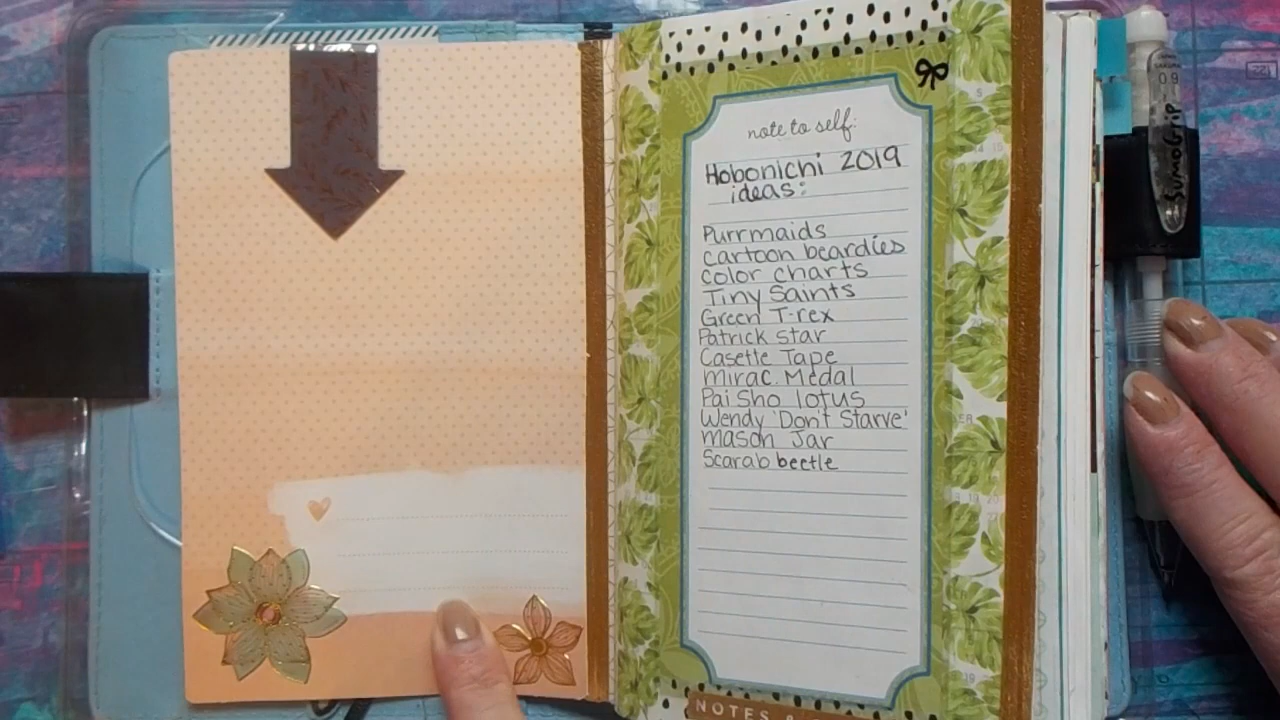 note to self:
Hobonichi 2019
ideas:
Purrmaids
cartoon beardies
color charts
Tiny Saints
Green T-rex
Patrick star
Casette Tape
Mirac. Medal
Pai Sho lotus
Wendy 'Don't Starve'
Mason Jar
Scarab beetle
NOTES &
SAKURA
0.9
SumoGrip